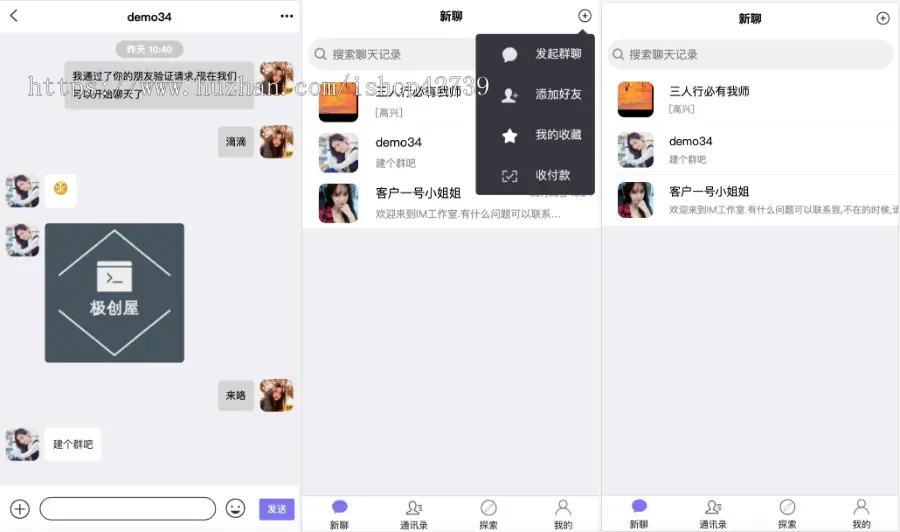 demo34
昨天 10:40
我通过了你的朋友验证请求,现在我们
可以开始聊天了
https://www.huzhan.com/ishop42739
滴滴
极创屋
来咯
建个群吧
发送
新聊
搜索聊天记录
发起群聊
添加好友
我的收藏
收付款
三人行必有我师
[高兴]
demo34
建个群吧
客户一号小姐姐
欢迎来到IM工作室.有什么问题可以联系...
新聊
通讯录
探索
我的
新聊
搜索聊天记录
三人行必有我师
[高兴]
demo34
建个群吧
客户一号小姐姐
欢迎来到IM工作室.有什么问题可以联系我,不在的时候,请
新聊
通讯录
探索
我的